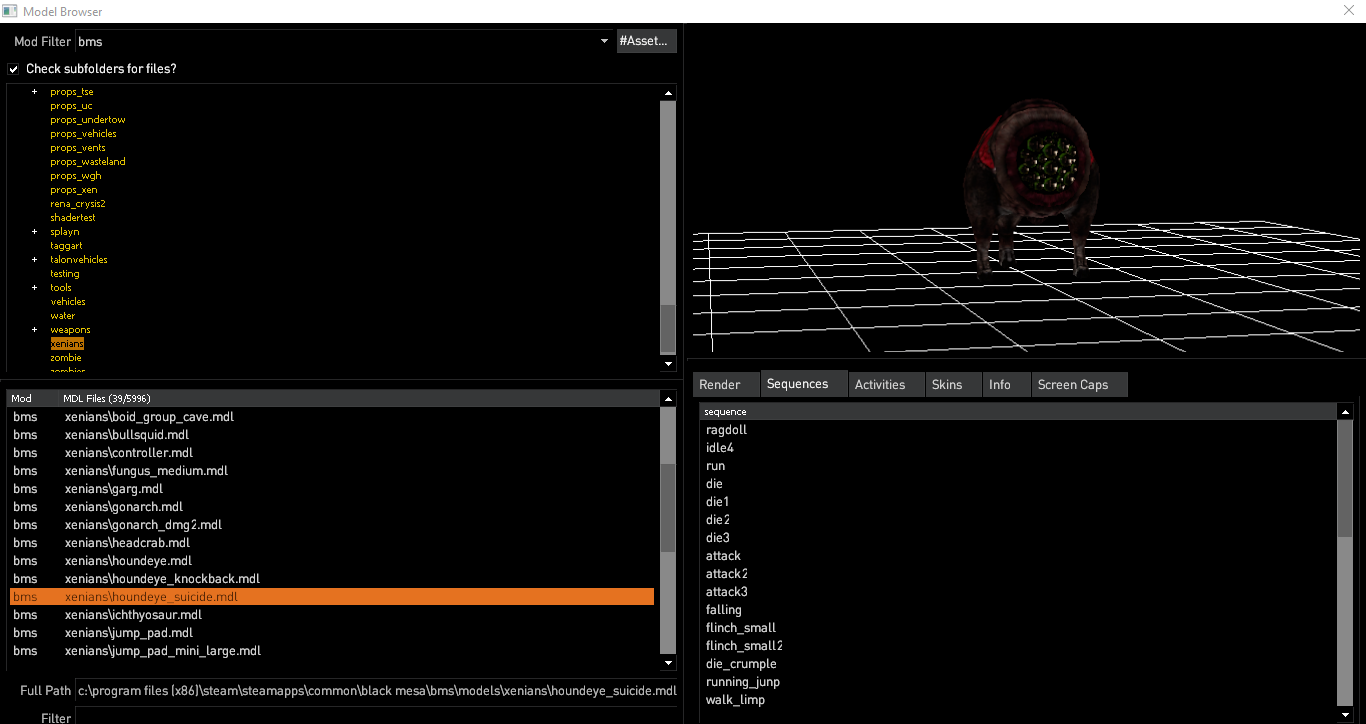 Model Browser
Mod Filter bms #Asset...
Check subfolders for files?
props_tse
props_uc
props_undertow
props_vehicles
props_vents
props_wasteland
props_wgh
props_xen
rena_crysis2
shadertest
splayn
taggart
talonvehicles
testing
tools
vehicles
water
weapons
xenians
zombie
zombies
Mod MDL Files (39/5996)
bms xenians\boid_group_cave.mdl
bms xenians\bullsquid.mdl
bms xenians\controller.mdl
bms xenians\fungus_medium.mdl
bms xenians\garg.mdl
bms xenians\gonarch.mdl
bms xenians\gonarch_dmg2.mdl
bms xenians\headcrab.mdl
bms xenians\houndeye.mdl
bms xenians\houndeye_knockback.mdl
bms xenians\houndeye_suicide.mdl
bms xenians\ichthyosaur.mdl
bms xenians\jump_pad.mdl
bms xenians\jump_pad_mini_large.mdl
Full Path c:\program files (x86)\steam\steamapps\common\black mesa\bms\models\xenians\houndeye_suicide.mdl
Filter
Render Sequences Activities Skins Info Screen Caps
sequence
ragdoll
idle4
run
die
die1
die2
die3
attack
attack2
attack3
falling
flinch_small
flinch_small2
die_crumple
running_junp
walk_limp